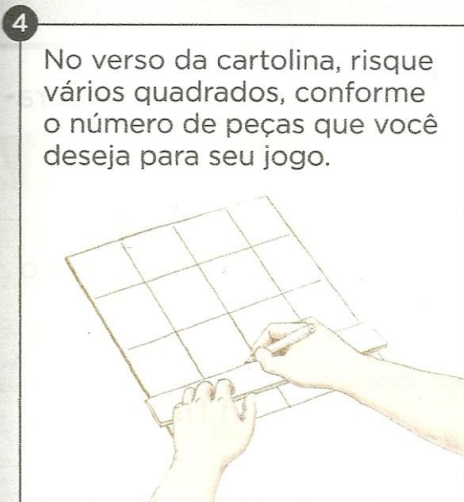 4
No verso da cartolina, risque
vários quadrados, conforme
o número de peças que você
deseja para seu jogo.